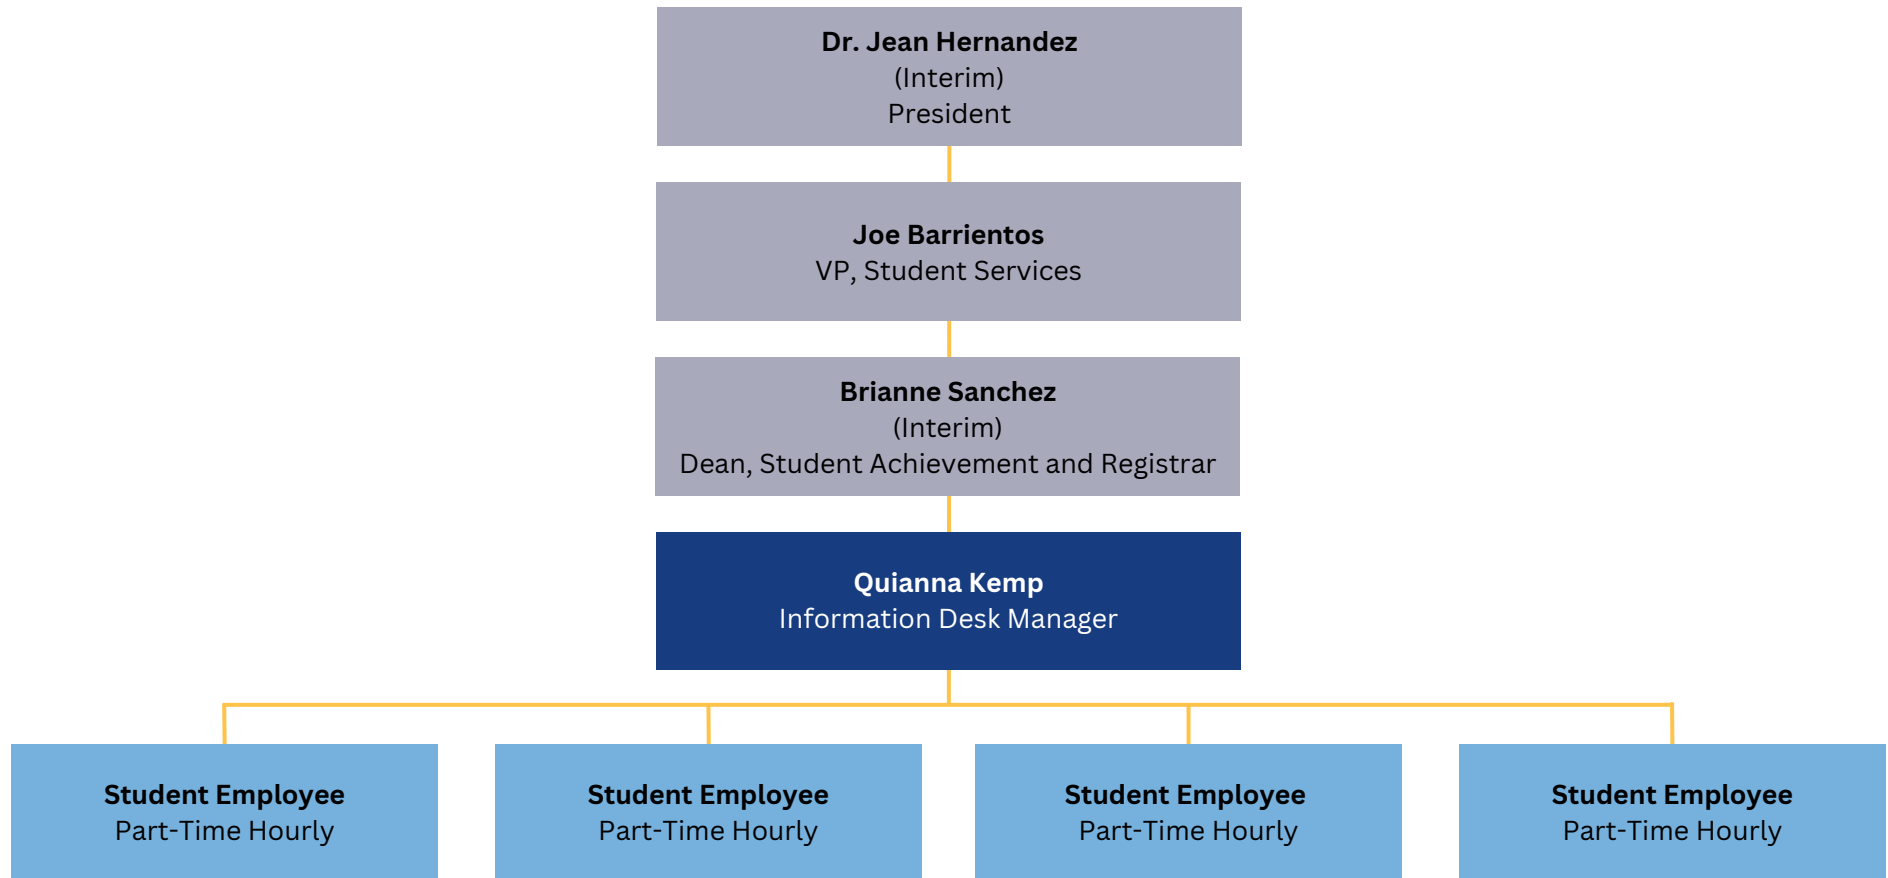 Dr. Jean Hernandez
(Interim)
President
Joe Barrientos
VP, Student Services
Brianne Sanchez
(Interim)
Dean, Student Achievement and Registrar
Quianna Kemp
Information Desk Manager
Student Employee
Part-Time Hourly
Student Employee
Part-Time Hourly
Student Employee
Part-Time Hourly
Student Employee
Part-Time Hourly